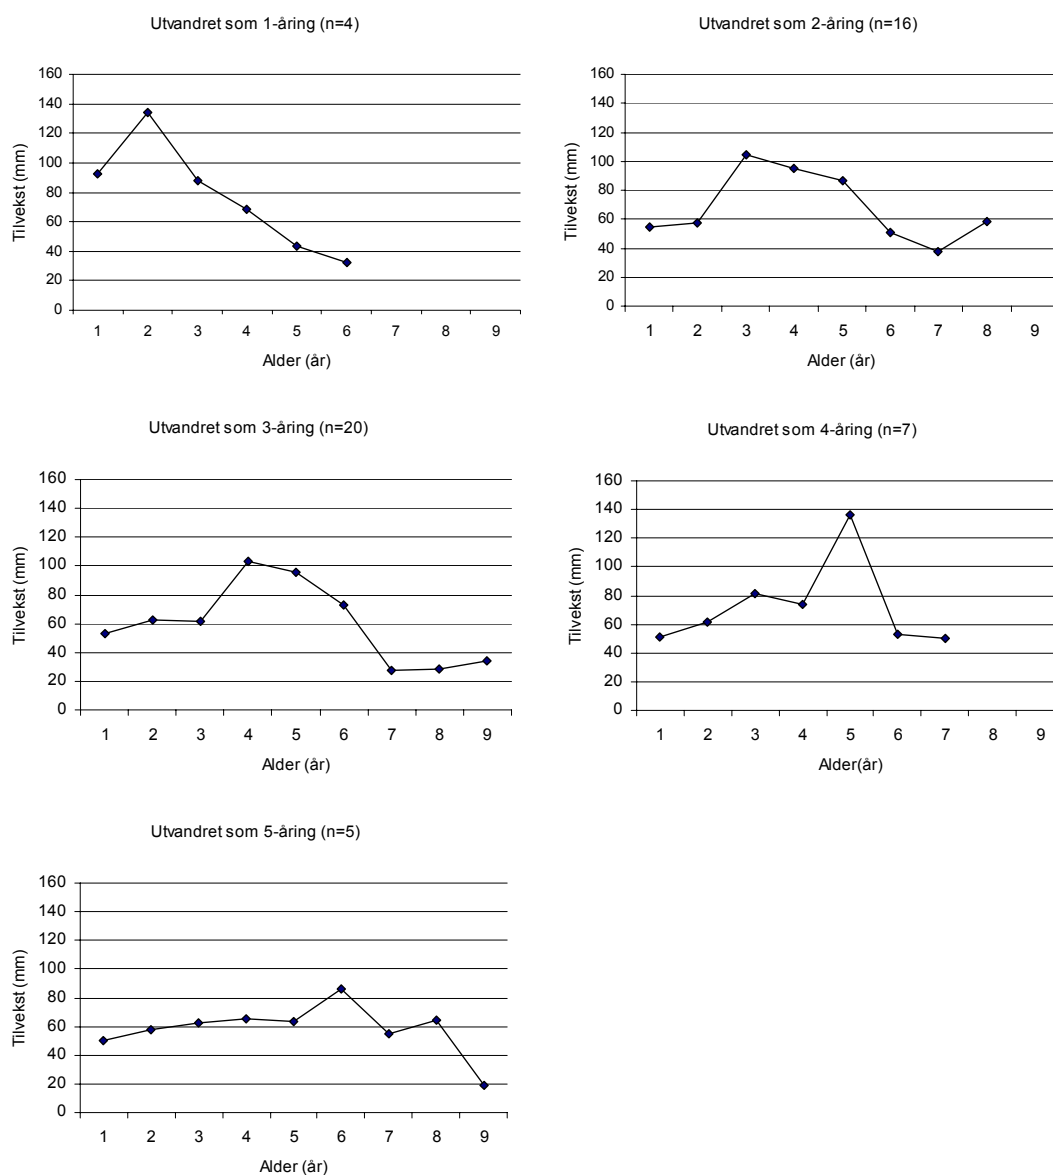 Utvandret som 1-åring (n=4)
160
140
120
100
80
60
40
20
0
Tilvekst (mm)
1 2 3 4 5 6 7 8 9
Alder (år)
Utvandret som 2-åring (n=16)
160
140
120
100
80
60
40
20
0
Tilvekst (mm)
1 2 3 4 5 6 7 8 9
Alder (år)
Utvandret som 3-åring (n=20)
160
140
120
100
80
60
40
20
0
Tilvekst (mm)
1 2 3 4 5 6 7 8 9
Alder (år)
Utvandret som 4-åring (n=7)
160
140
120
100
80
60
40
20
0
Tilvekst (mm)
1 2 3 4 5 6 7 8 9
Alder(år)
Utvandret som 5-åring (n=5)
160
140
120
100
80
60
40
20
0
Tilvekst (mm)
1 2 3 4 5 6 7 8 9
Alder (år)